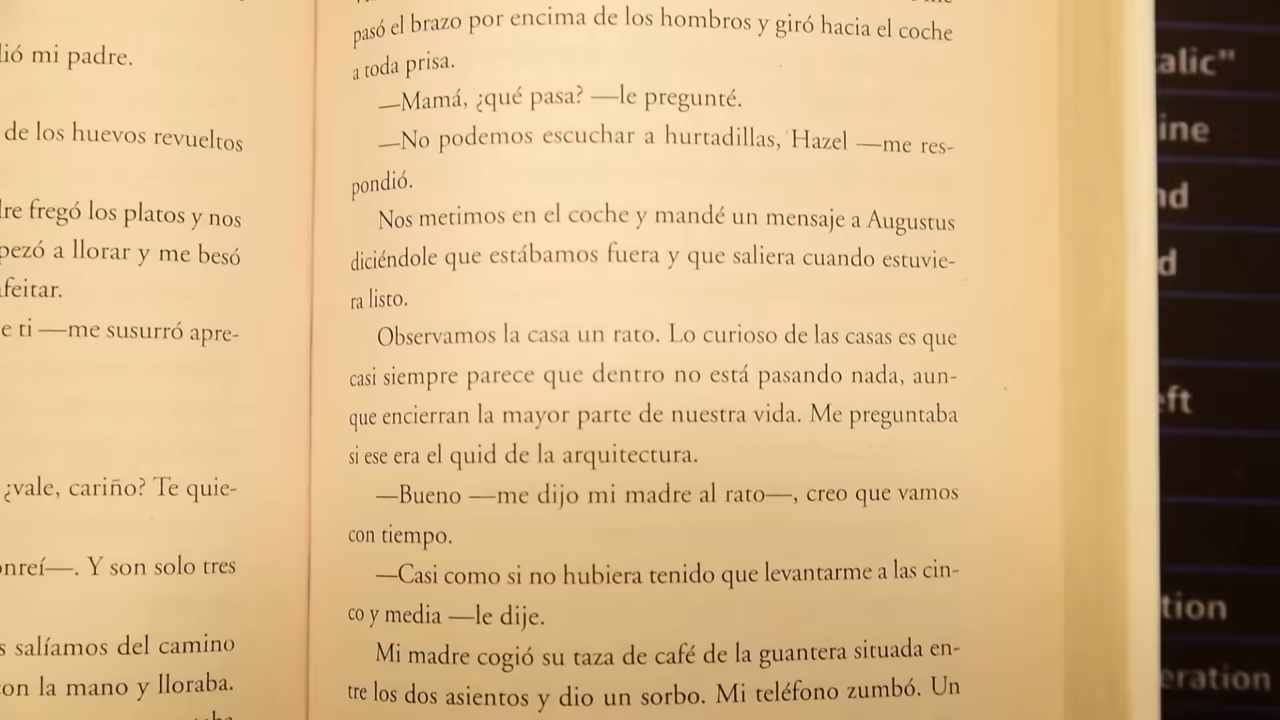 lió mi padre.
de los huevos revueltos
dre fregó los platos y nos
pezó a llorar y me besó
feitar.
e ti —me susurró apre-
¿vale, cariño? Te quie-
onreí—. Y son solo tres
s salíamos del camino
on la mano y lloraba.
pasó el brazo por encima de los hombros y giró hacia el coche
a toda prisa.
—Mamá, ¿qué pasa? —le pregunté.
—No podemos escuchar a hurtadillas, Hazel —me res-
pondió.
Nos metimos en el coche y mandé un mensaje a Augustus
diciéndole que estábamos fuera y que saliera cuando estuvie-
ra listo.
Observamos la casa un rato. Lo curioso de las casas es que
casi siempre parece que dentro no está pasando nada, aun-
que encierran la mayor parte de nuestra vida. Me preguntaba
si ese era el quid de la arquitectura.
—Bueno —me dijo mi madre al rato—, creo que vamos
con tiempo.
—Casi como si no hubiera tenido que levantarme a las cin-
co y media —le dije.
Mi madre cogió su taza de café de la guantera situada en-
tre los dos asientos y dio un sorbo. Mi teléfono zumbó. Un
alic"
ine
nd
d
eft
tion
eration